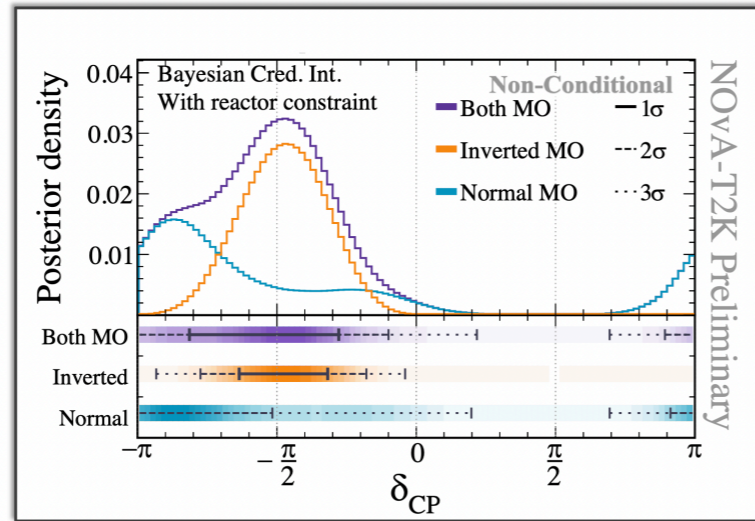 Posterior density
0.04
0.03
0.02
0.01
Bayesian Cred. Int.
With reactor constraint
Non-Conditional
Both MO
1σ
Inverted MO
2σ
Normal MO
3σ
Both MO
Inverted
Normal
−π
−π/2
0
π/2
π
δCP
NOvA-T2K Preliminary